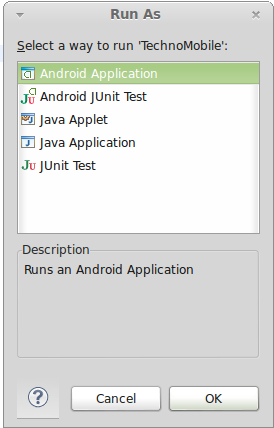 Run As
Select a way to run 'TechnoMobile':
Android Application
Android JUnit Test
Java Applet
Java Application
JUnit Test
Description
Runs an Android Application
?
Cancel
OK